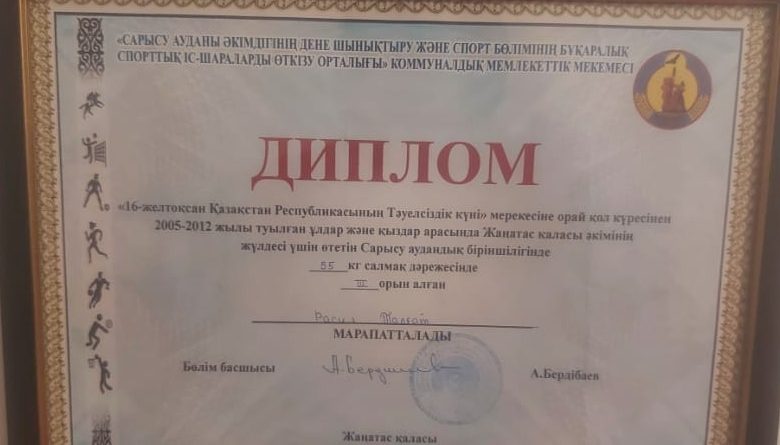 «САРЫСУ АУДАНЫ ӘКІМДІГІНІҢ ДЕНЕ ШЫНЫҚТЫРУ ЖӘНЕ СПОРТ БӨЛІМІНІҢ БҰҚАРАЛЫҚ
СПОРТТЫҚ ІС-ШАРАЛАРДЫ ӨТКІЗУ ОРТАЛЫҒЫ» КОММУНАЛДЫҚ МЕМЛЕКЕТТІК МЕКЕМЕСІ
ДИПЛОМ
«16-желтоқсан Қазақстан Республикасының Тәуелсіздік күні» мерекесіне орай қол күресінен
2005-2012 жылы туылған ұлдар және қыздар арасында Жаңатас қаласы әкімінің
жүлдесі үшін өтетін Сарысу аудандық біріншілігінде
55 кг салмақ дәрежесінде
III орын алған
Расул Талғат
МАРАПАТТАЛАДЫ
Бөлім басшысы А.Бердібаев
Жаңатас қаласы